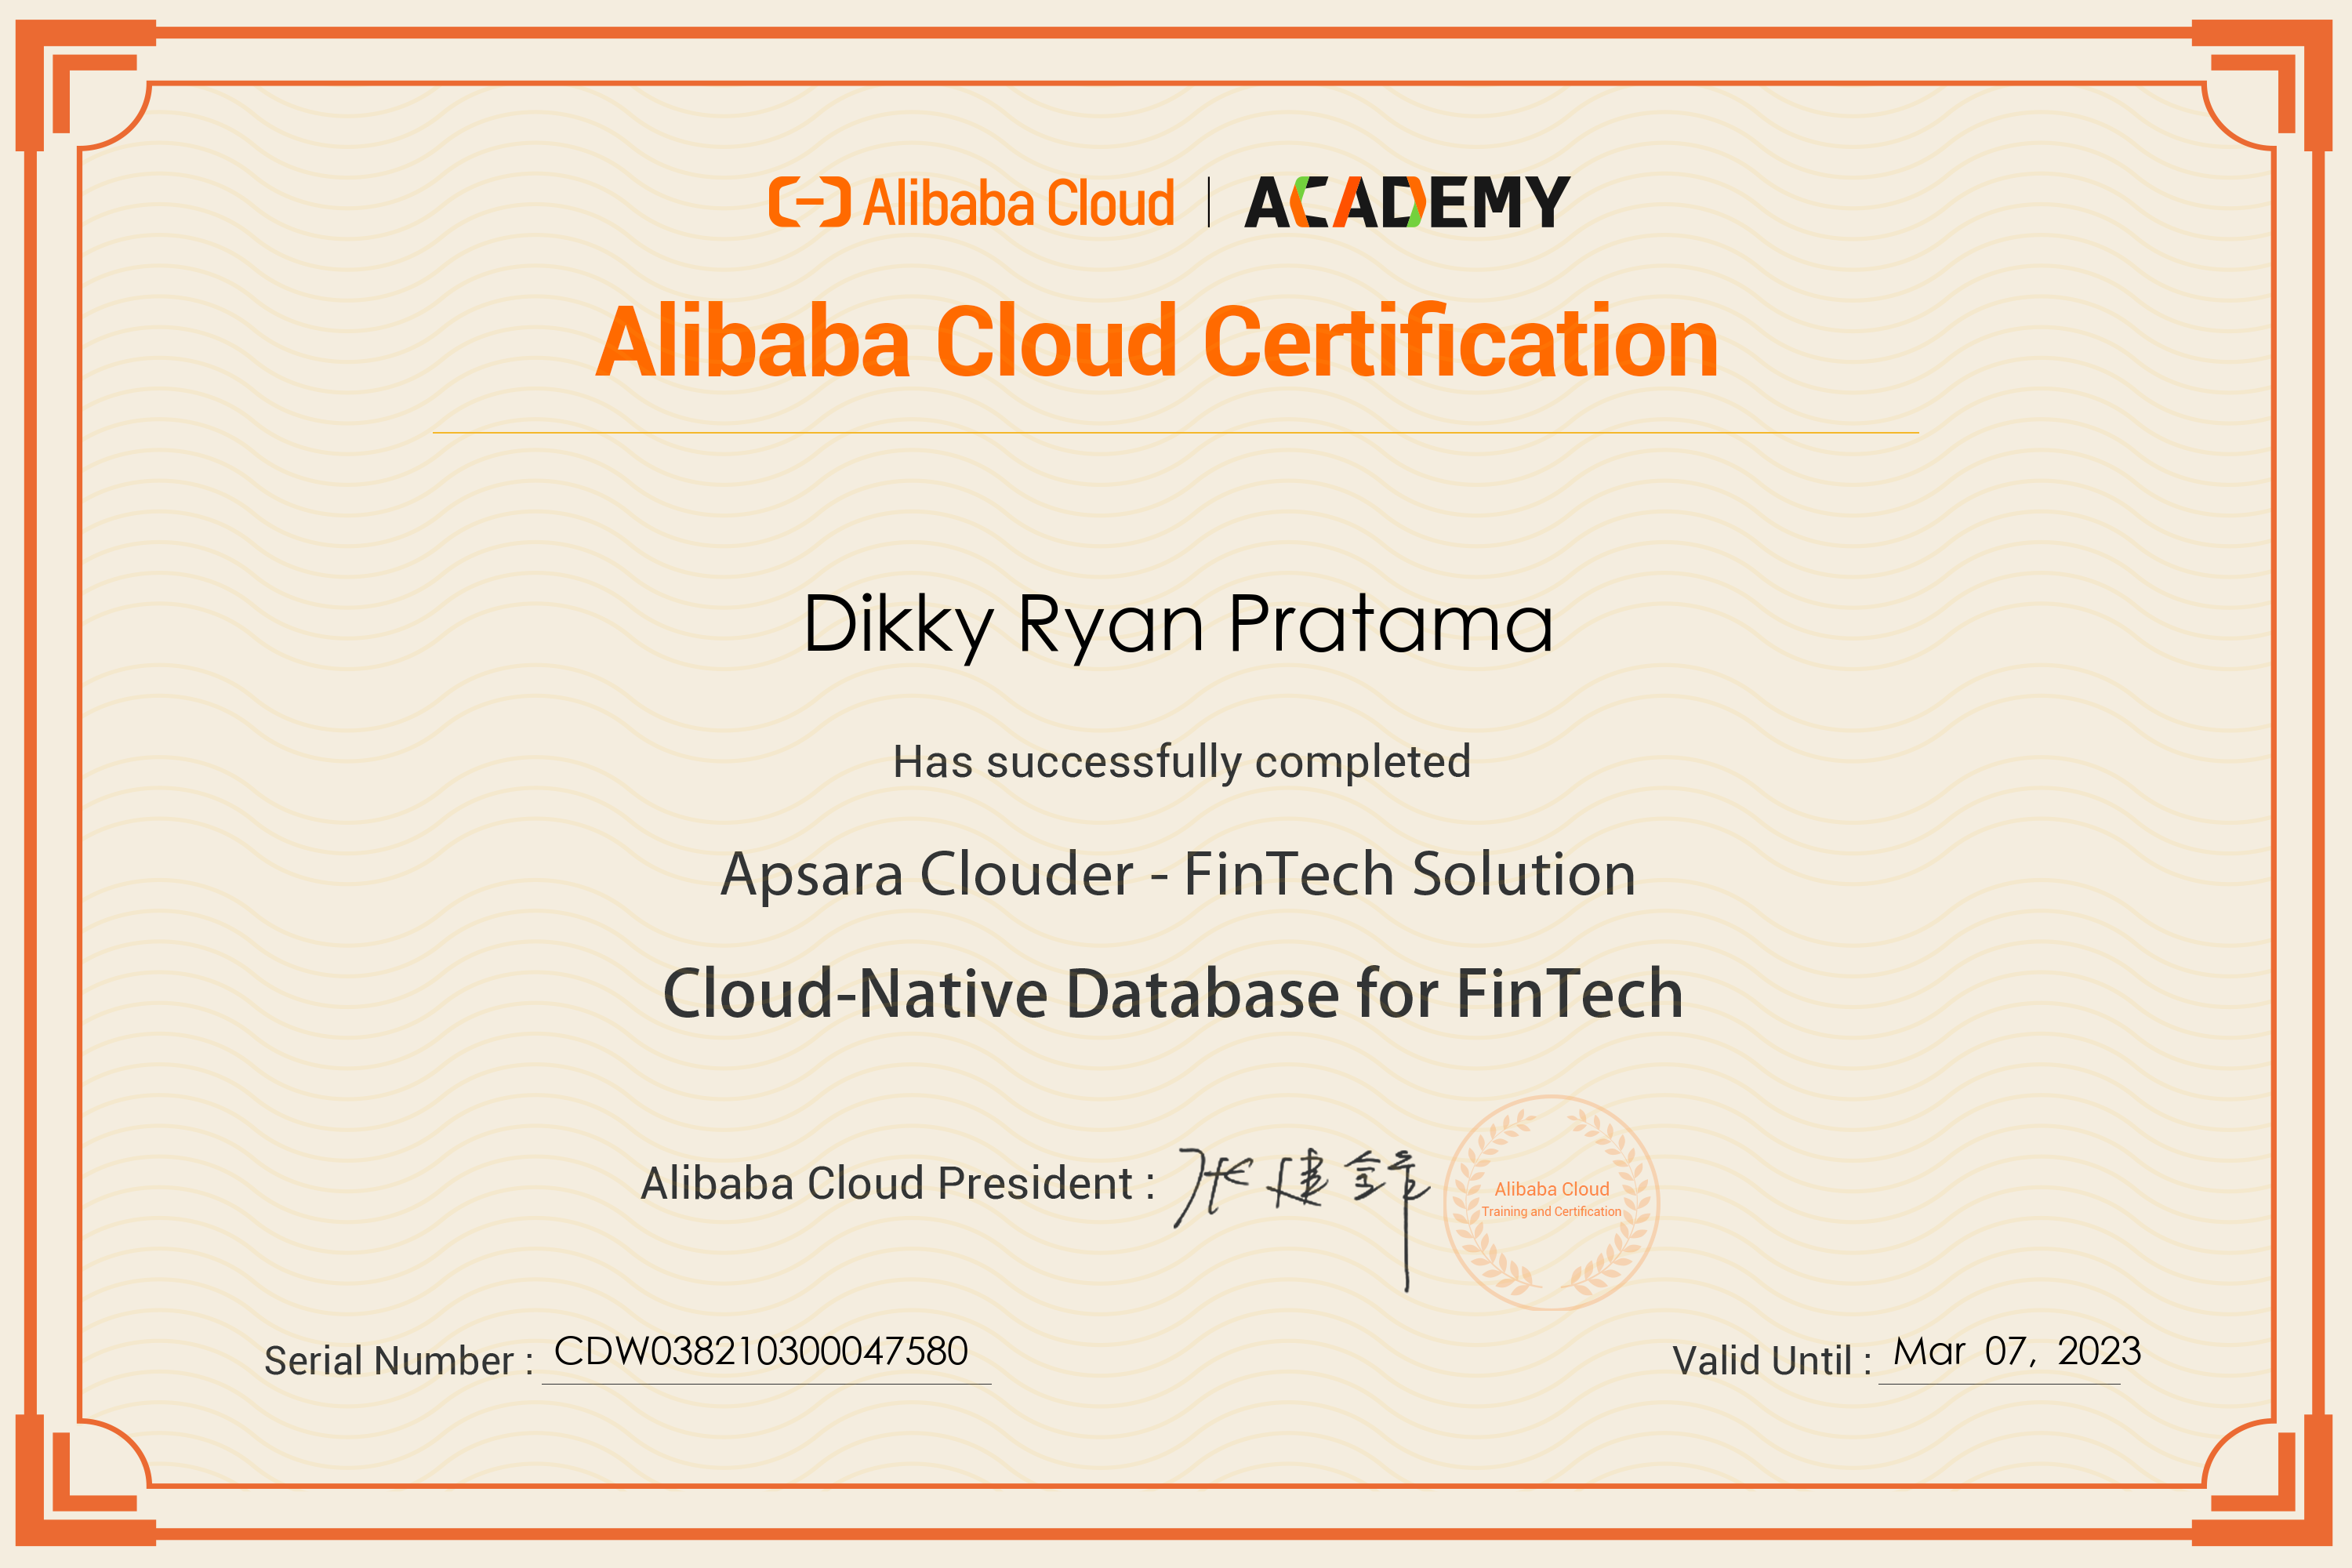 Alibaba Cloud | ACADEMY
Alibaba Cloud Certification
Dikky Ryan Pratama
Has successfully completed
Apsara Clouder - FinTech Solution
Cloud-Native Database for FinTech
Alibaba Cloud President : 张建锋
Alibaba Cloud
Training and Certification
Serial Number : CDW038210300047580
Valid Until : Mar 07, 2023